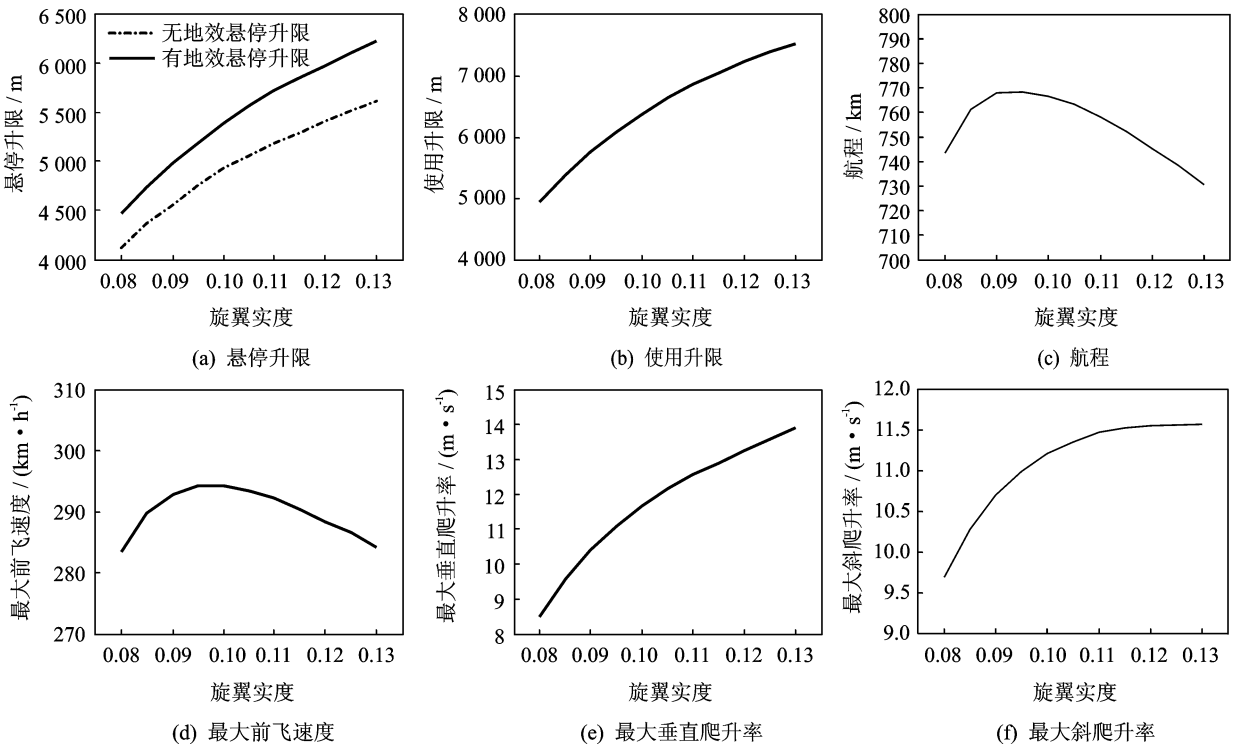 6 500
6 000
5 500
5 000
4 500
4 000
悬停升限 / m
无地效悬停升限
有地效悬停升限
0.08 0.09 0.10 0.11 0.12 0.13
旋翼实度
(a) 悬停升限
8 000
7 000
6 000
5 000
4 000
使用升限 / m
0.08 0.09 0.10 0.11 0.12 0.13
旋翼实度
(b) 使用升限
800
790
780
770
760
750
740
730
720
710
700
航程 / km
0.08 0.09 0.10 0.11 0.12 0.13
旋翼实度
(c) 航程
310
300
290
280
270
最大前飞速度 / (km·h⁻¹)
0.08 0.09 0.10 0.11 0.12 0.13
旋翼实度
(d) 最大前飞速度
15
14
13
12
11
10
9
8
最大垂直爬升率 / (m·s⁻¹)
0.08 0.09 0.10 0.11 0.12 0.13
旋翼实度
(e) 最大垂直爬升率
12.0
11.5
11.0
10.5
10.0
9.5
9.0
最大斜爬升率 / (m·s⁻¹)
0.08 0.09 0.10 0.11 0.12 0.13
旋翼实度
(f) 最大斜爬升率